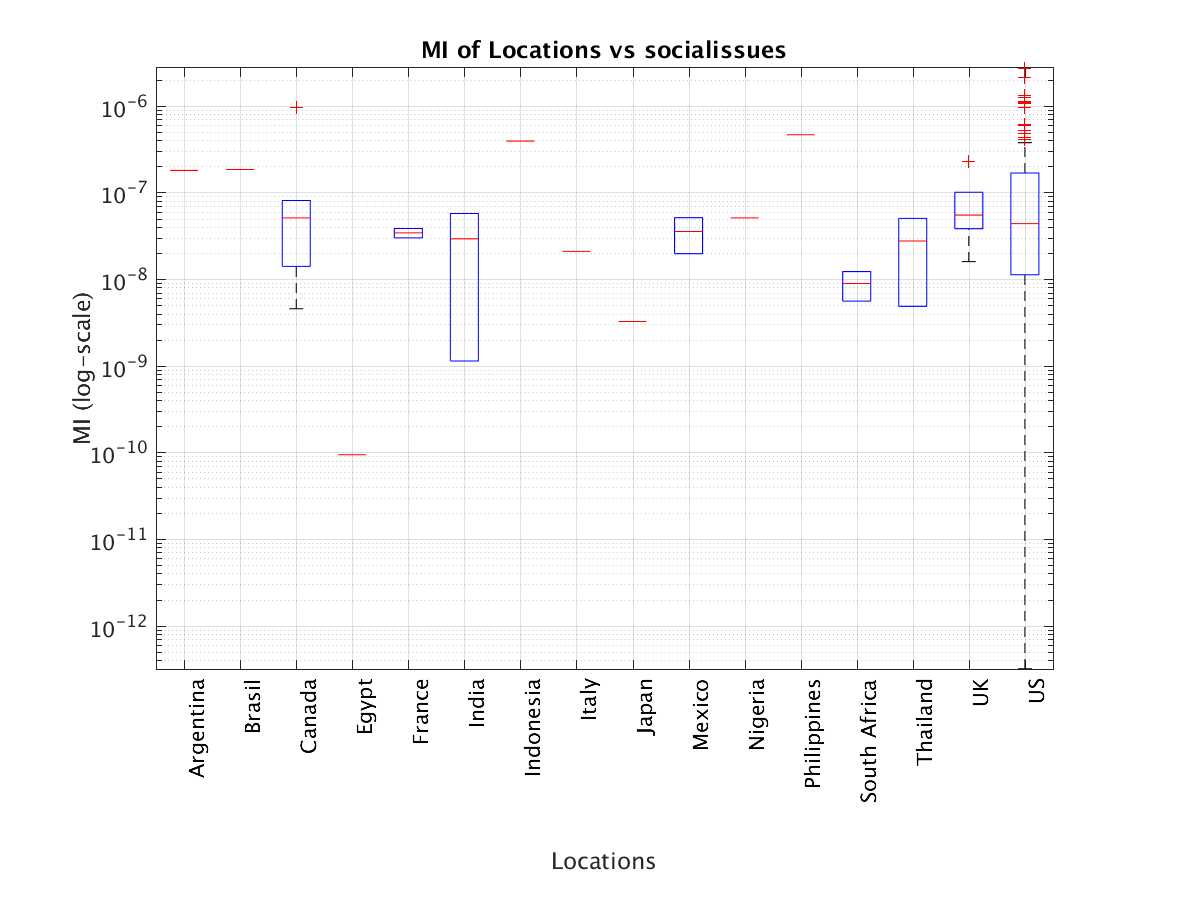 MI of Locations vs socialissues
MI (log-scale)
10^-6
10^-7
10^-8
10^-9
10^-10
10^-11
10^-12
Argentina
Brasil
Canada
Egypt
France
India
Indonesia
Italy
Japan
Mexico
Nigeria
Philippines
South Africa
Thailand
UK
US
Locations